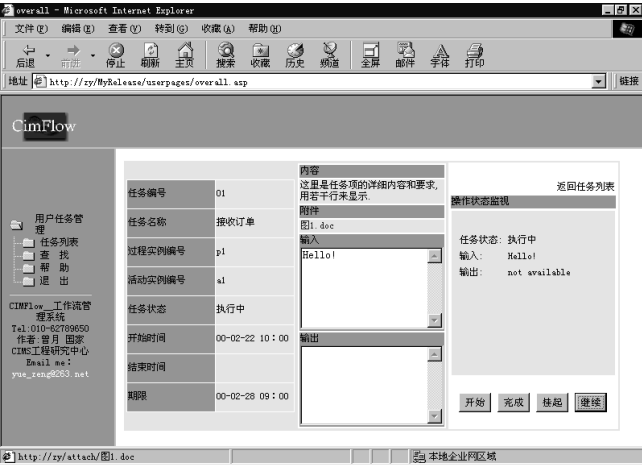 overall - Microsoft Internet Explorer
文件(F) 编辑(E) 查看(V) 转到(G) 收藏(A) 帮助(H)
后退 前进 停止 刷新 主页 搜索 收藏 历史 频道 全屏 邮件 字体 打印
地址 http://zy/MyRelease/userpages/overall.asp 链接
CimFlow
用户任务管
理
任务列表
查 找
帮 助
退 出
CIMFlow__工作流管
理系统
Tel:010-62789650
作者:曾月 国家
CIMS工程研究中心
Email me:
yue_zeng@263.net
任务编号 01
任务名称 接收订单
过程实例编号 p1
活动实例编号 a1
任务状态 执行中
开始时间 00-02-22 10:00
结束时间
期限 00-02-28 09:00
内容
这里是任务项的详细内容和要求,
用若干行来显示.
附件
图1.doc
输入
Hello!
输出
返回任务列表
操作状态监视
任务状态: 执行中
输入: Hello!
输出: not available
开始 完成 挂起 继续
http://zy/attach/图1.doc 本地企业网区域